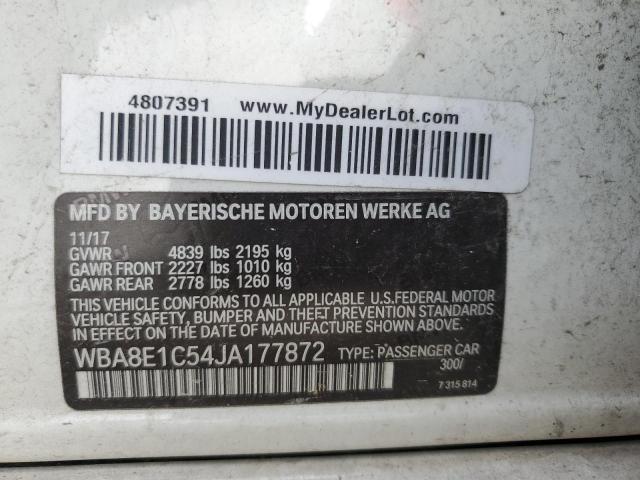 4807391 www.MyDealerLot.com
MFD BY BAYERISCHE MOTOREN WERKE AG
11/17
GVWR 4839 lbs 2195 kg
GAWR FRONT 2227 lbs 1010 kg
GAWR REAR 2778 lbs 1260 kg
THIS VEHICLE CONFORMS TO ALL APPLICABLE U.S.FEDERAL MOTOR
VEHICLE SAFETY, BUMPER AND THEFT PREVENTION STANDARDS
IN EFFECT ON THE DATE OF MANUFACTURE SHOWN ABOVE.
WBA8E1C54JA177872 TYPE: PASSENGER CAR
300/
7 315 814